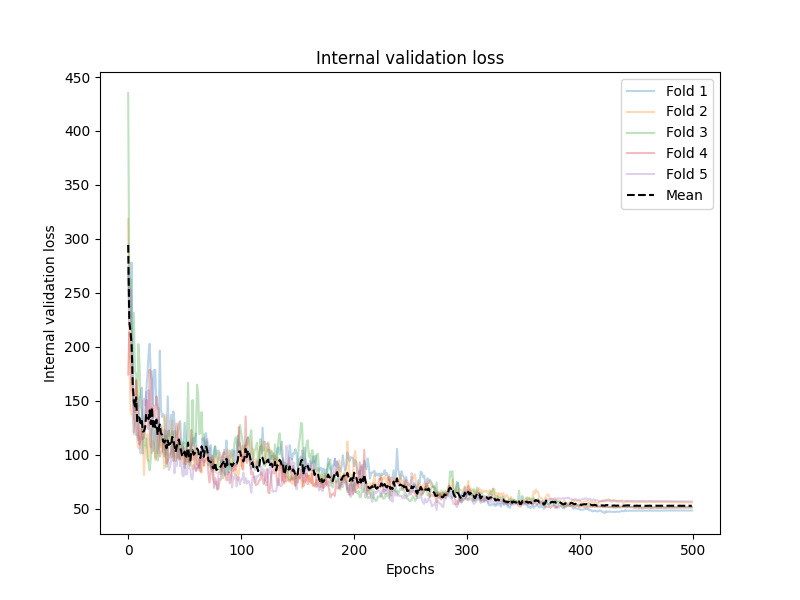 Internal validation loss
450
400
350
300
250
200
150
100
50
Internal validation loss
0
100
200
300
400
500
Epochs
Fold 1
Fold 2
Fold 3
Fold 4
Fold 5
Mean